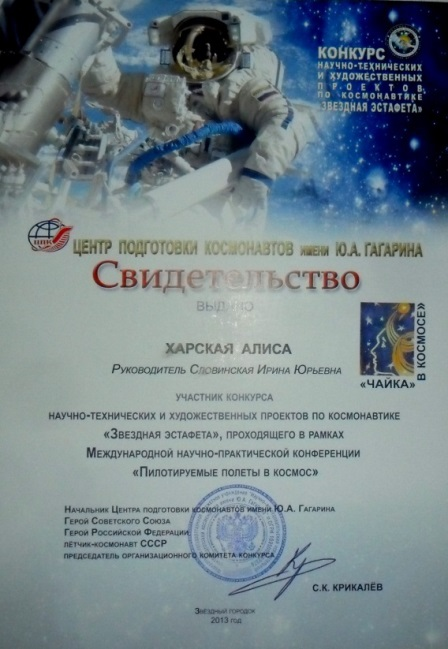 КОНКУРС
НАУЧНО-ТЕХНИЧЕСКИХ
И ХУДОЖЕСТВЕННЫХ
ПРОЕКТОВ
ПО КОСМОНАВТИКЕ
"ЗВЕЗДНАЯ ЭСТАФЕТА"
ЦПК
ЦЕНТР ПОДГОТОВКИ КОСМОНАВТОВ ИМЕНИ Ю.А. ГАГАРИНА
Свидетельство
ВЫДАНО
ХАРСКАЯ АЛИСА
РУКОВОДИТЕЛЬ СЛОВИНСКАЯ ИРИНА ЮРЬЕВНА
«ЧАЙКА»
В КОСМОСЕ»
УЧАСТНИК КОНКУРСА
НАУЧНО-ТЕХНИЧЕСКИХ И ХУДОЖЕСТВЕННЫХ ПРОЕКТОВ ПО КОСМОНАВТИКЕ
«ЗВЕЗДНАЯ ЭСТАФЕТА», ПРОХОДЯЩЕГО В РАМКАХ
МЕЖДУНАРОДНОЙ НАУЧНО-ПРАКТИЧЕСКОЙ КОНФЕРЕНЦИИ
«ПИЛОТИРУЕМЫЕ ПОЛЕТЫ В КОСМОС»
НАЧАЛЬНИК ЦЕНТРА ПОДГОТОВКИ КОСМОНАВТОВ ИМЕНИ Ю.А. ГАГАРИНА
ГЕРОЙ СОВЕТСКОГО СОЮЗА
ГЕРОЙ РОССИЙСКОЙ ФЕДЕРАЦИИ
ЛЁТЧИК-КОСМОНАВТ СССР
ПРЕДСЕДАТЕЛЬ ОРГАНИЗАЦИОННОГО КОМИТЕТА КОНКУРСА
С.К. КРИКАЛЁВ
ЗВЁЗДНЫЙ ГОРОДОК
2013 ГОД